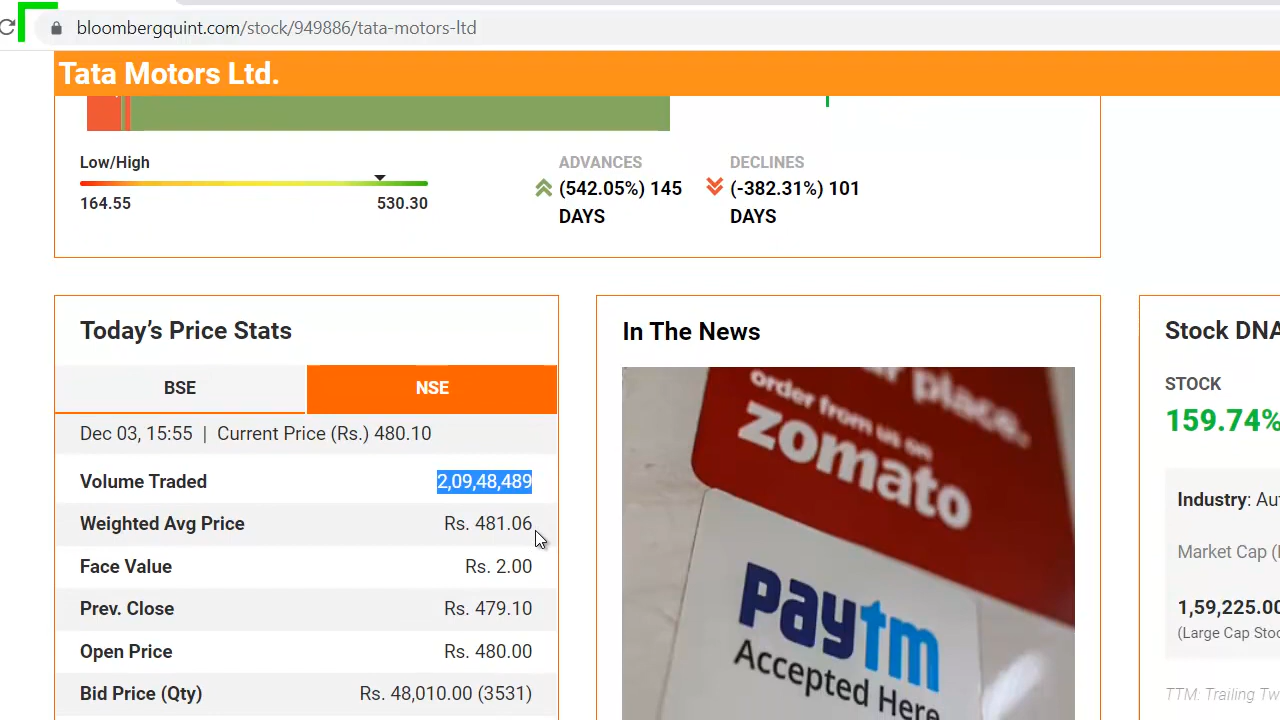 bloombergquint.com/stock/949886/tata-motors-ltd
Tata Motors Ltd.
Low/High
164.55
530.30
ADVANCES
(542.05%) 145
DAYS
DECLINES
(-382.31%) 101
DAYS
Today’s Price Stats
BSE
NSE
Dec 03, 15:55 | Current Price (Rs.) 480.10
Volume Traded 2,09,48,489
Weighted Avg Price Rs. 481.06
Face Value Rs. 2.00
Prev. Close Rs. 479.10
Open Price Rs. 480.00
Bid Price (Qty) Rs. 48,010.00 (3531)
In The News
place.
order from us on
zomato
paytm
Accepted Here
Stock DNA
STOCK
159.74%
Industry:
Market Cap
1,59,225.00
(Large Cap
TTM: Trailing